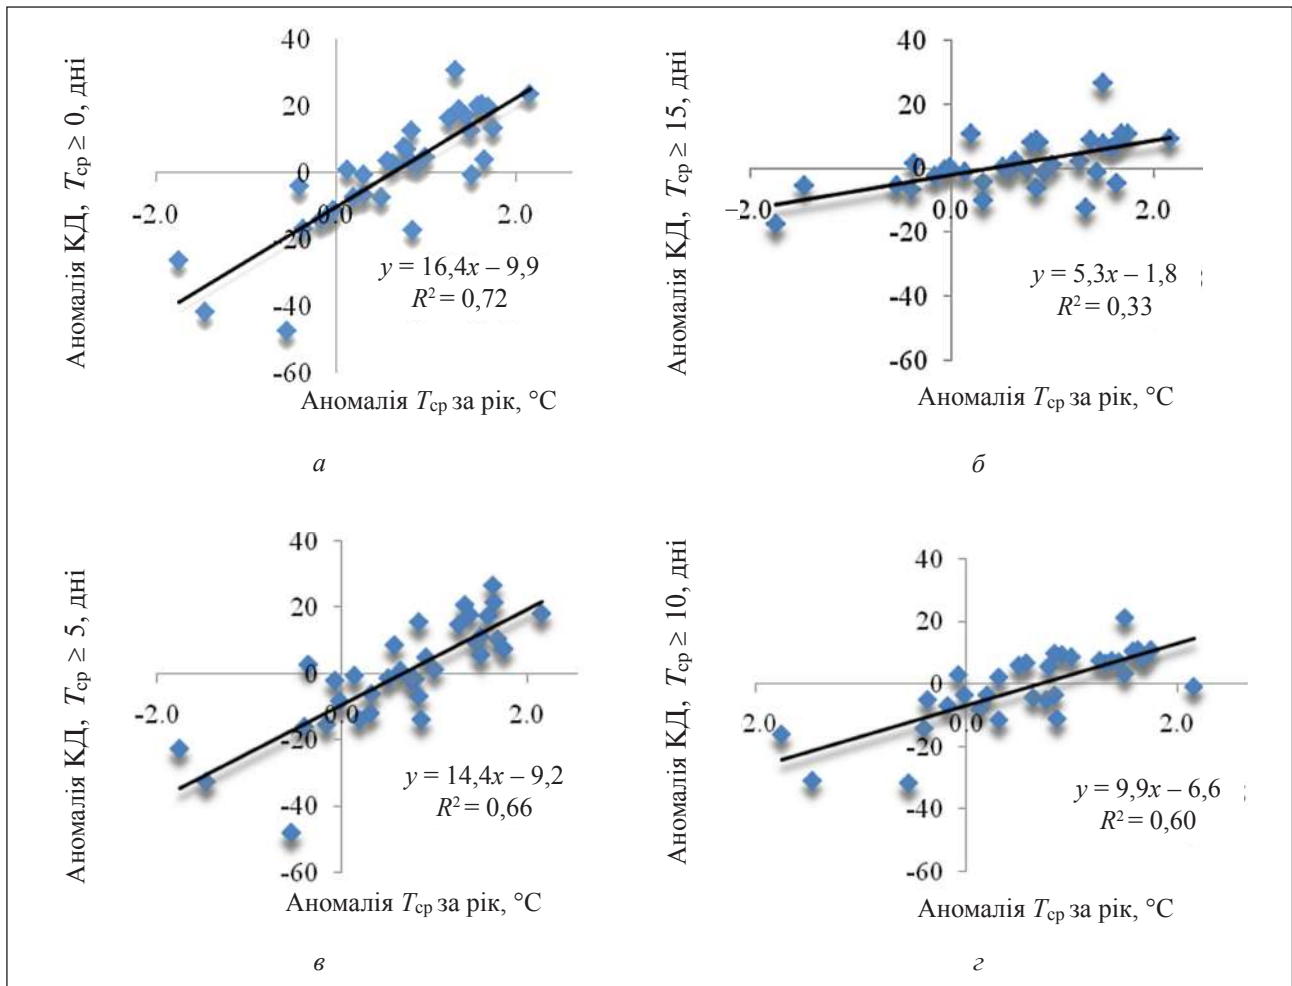 Аномалія КД, Tср ≥ 0, дні
40
20
0
-2.0
0.0
2.0
-20
-40
-60
y = 16,4x – 9,9
R² = 0,72
Аномалія Tср за рік, °С
а
Аномалія КД, Tср ≥ 15, дні
40
20
0
–2.0
0.0
2.0
-20
-40
-60
y = 5,3x – 1,8
R² = 0,33
Аномалія Tср за рік, °С
б
Аномалія КД, Tср ≥ 5, дні
40
20
0
-2.0
0.0
2.0
-20
-40
-60
y = 14,4x – 9,2
R² = 0,66
Аномалія Tср за рік, °С
в
Аномалія КД, Tср ≥ 10, дні
40
20
0
2.0
0.0
2.0
-20
-40
-60
y = 9,9x – 6,6
R² = 0,60
Аномалія Tср за рік, °С
г